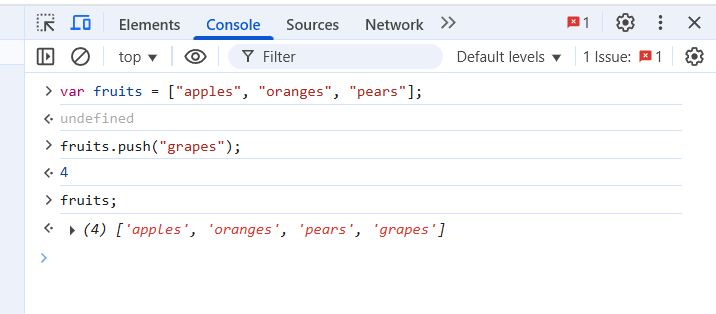 Elements Console Sources Network 1
top Filter Default levels 1 Issue: 1
var fruits = ["apples", "oranges", "pears"];
undefined
fruits.push("grapes");
4
fruits;
(4) ['apples', 'oranges', 'pears', 'grapes']